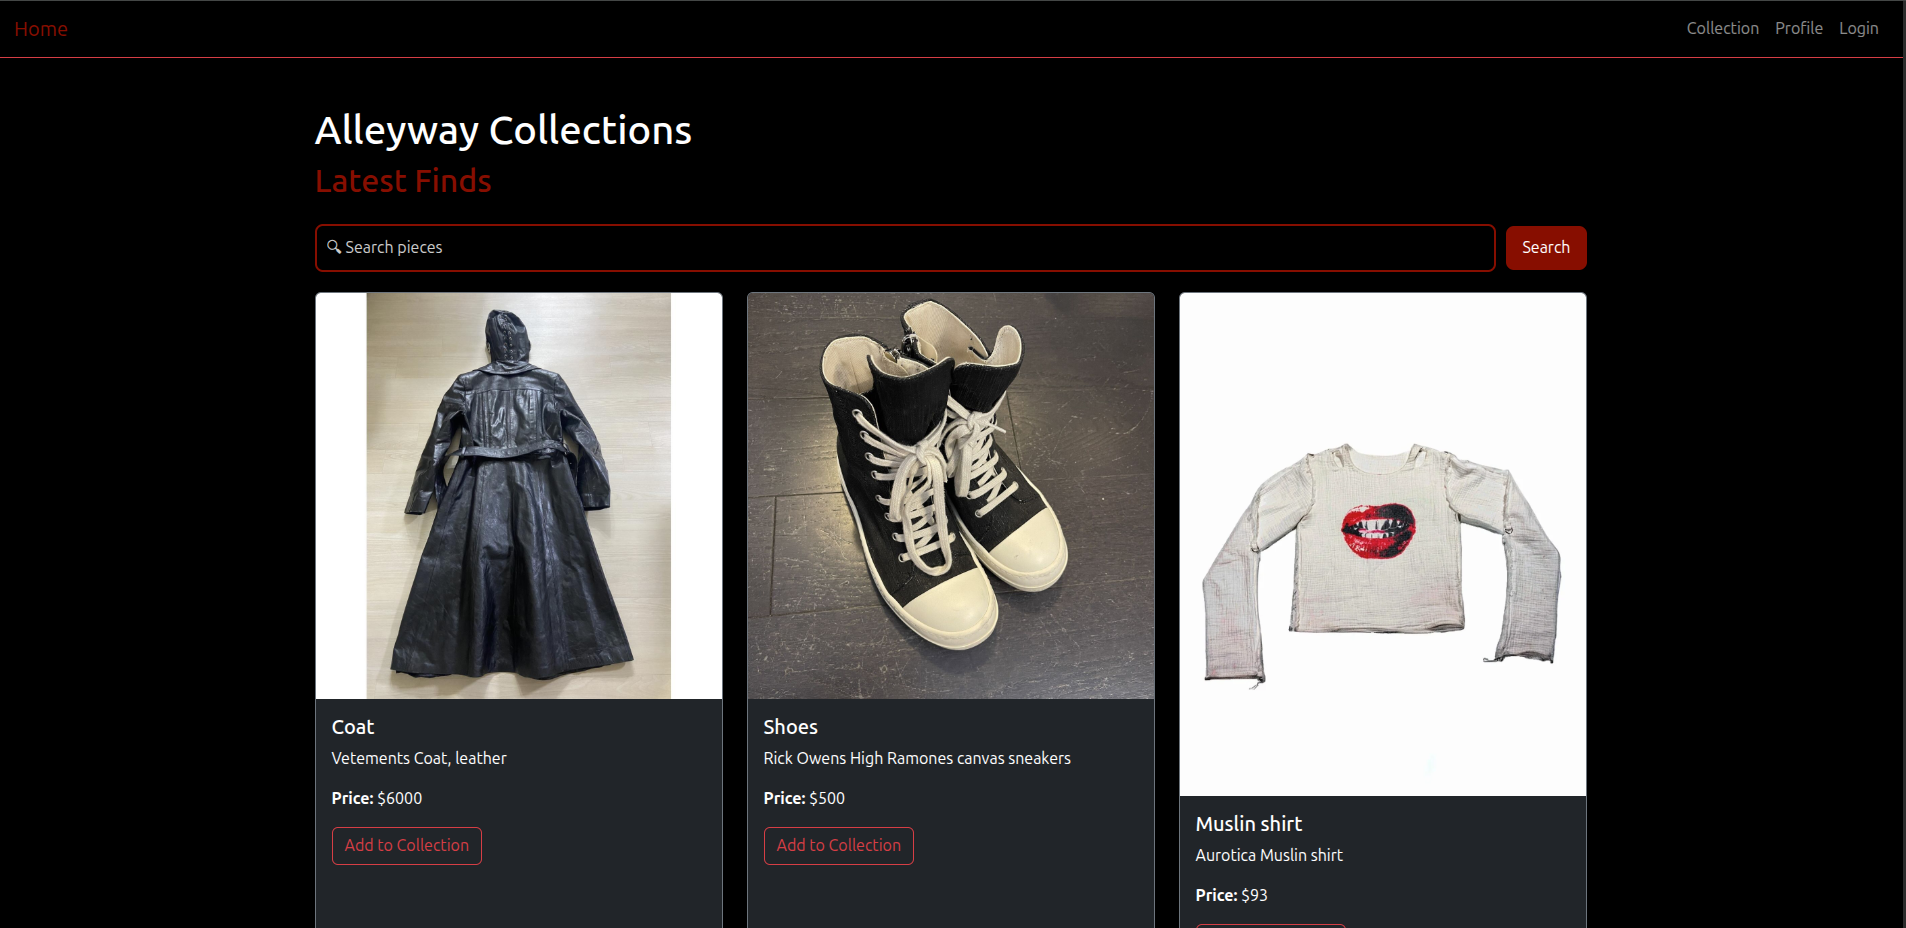 Home
Collection Profile Login
Alleyway Collections
Latest Finds
🔍 Search pieces
Search
Coat
Vetements Coat, leather
Price: $6000
Add to Collection
Shoes
Rick Owens High Ramones canvas sneakers
Price: $500
Add to Collection
Muslin shirt
Aurotica Muslin shirt
Price: $93